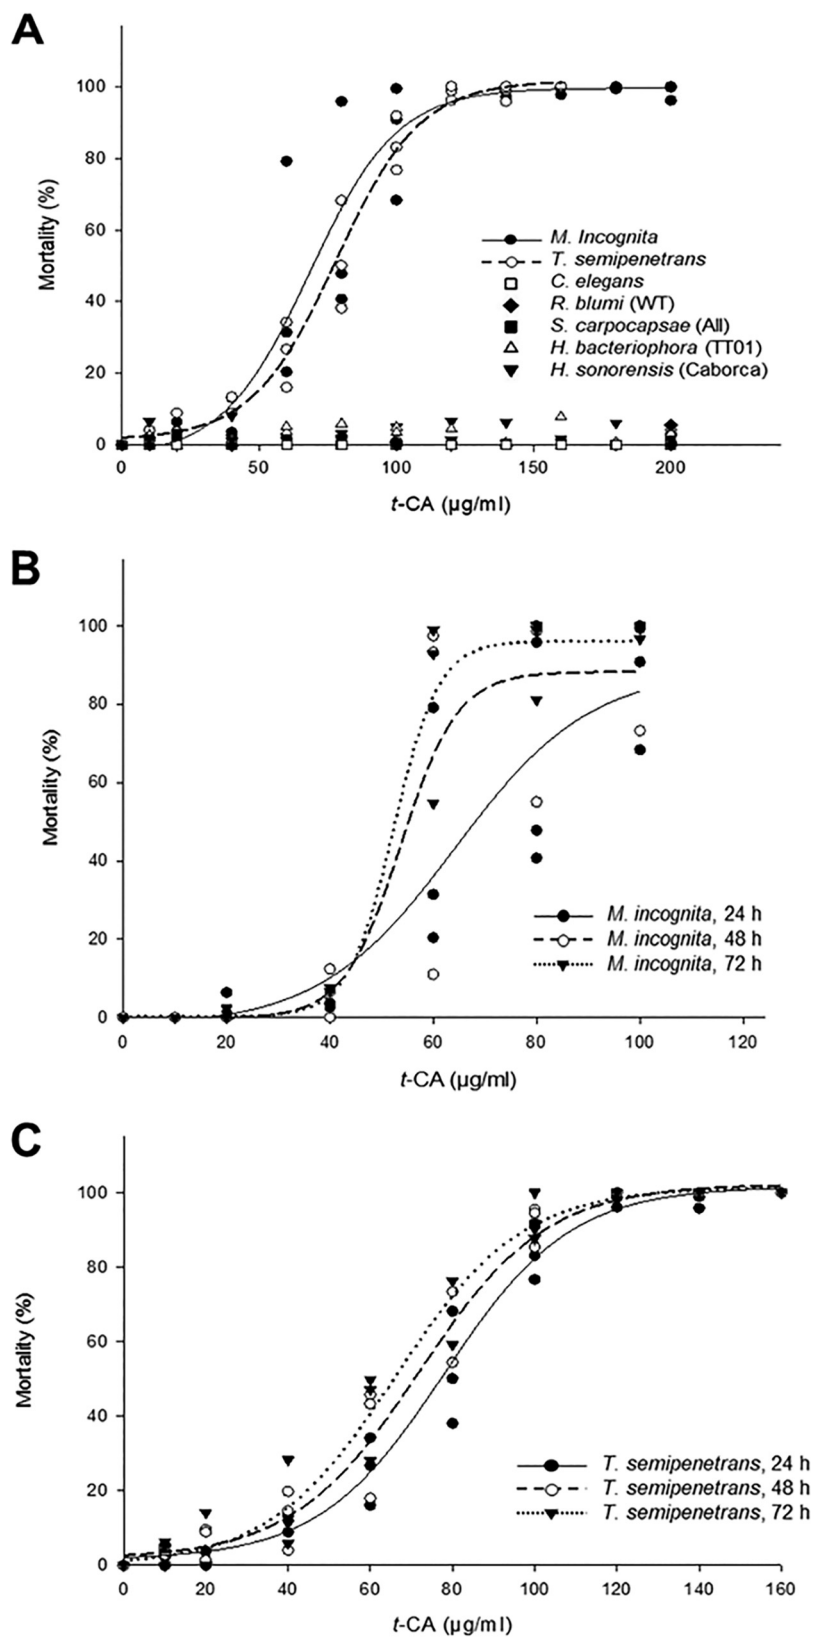 A
100
80
60
40
20
0
Mortality (%)
M. Incognita
T. semipenetrans
C. elegans
R. blumi (WT)
S. carpocapsae (All)
H. bacteriophora (TT01)
H. sonorensis (Caborca)
0 50 100 150 200
t-CA (µg/ml)
B
100
80
60
40
20
0
Mortality (%)
M. incognita, 24 h
M. incognita, 48 h
M. incognita, 72 h
0 20 40 60 80 100 120
t-CA (µg/ml)
C
100
80
60
40
20
0
Mortality (%)
T. semipenetrans, 24 h
T. semipenetrans, 48 h
T. semipenetrans, 72 h
0 20 40 60 80 100 120 140 160
t-CA (µg/ml)